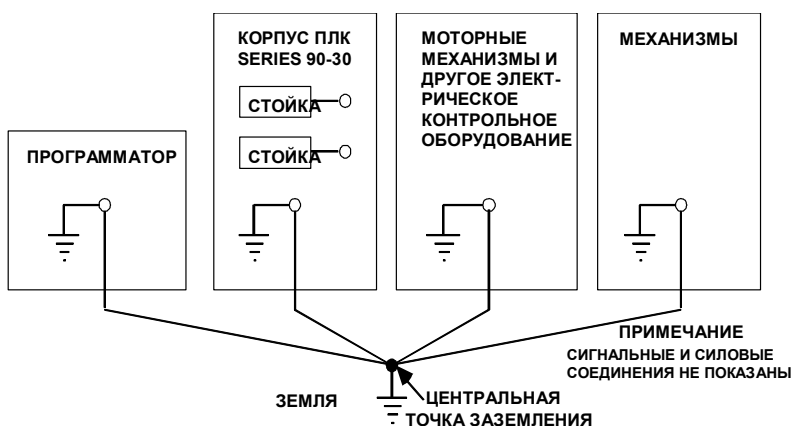 ПРОГРАММАТОР
КОРПУС ПЛК
SERIES 90-30
СТОЙКА
СТОЙКА
МОТОРНЫЕ
МЕХАНИЗМЫ И
ДРУГОЕ ЭЛЕКТ-
РИЧЕСКОЕ
КОНТРОЛЬНОЕ
ОБОРУДОВАНИЕ
МЕХАНИЗМЫ
ПРИМЕЧАНИЕ
СИГНАЛЬНЫЕ И СИЛОВЫЕ
СОЕДИНЕНИЯ НЕ ПОКАЗАНЫ
ЗЕМЛЯ
ЦЕНТРАЛЬНАЯ
ТОЧКА ЗАЗЕМЛЕНИЯ